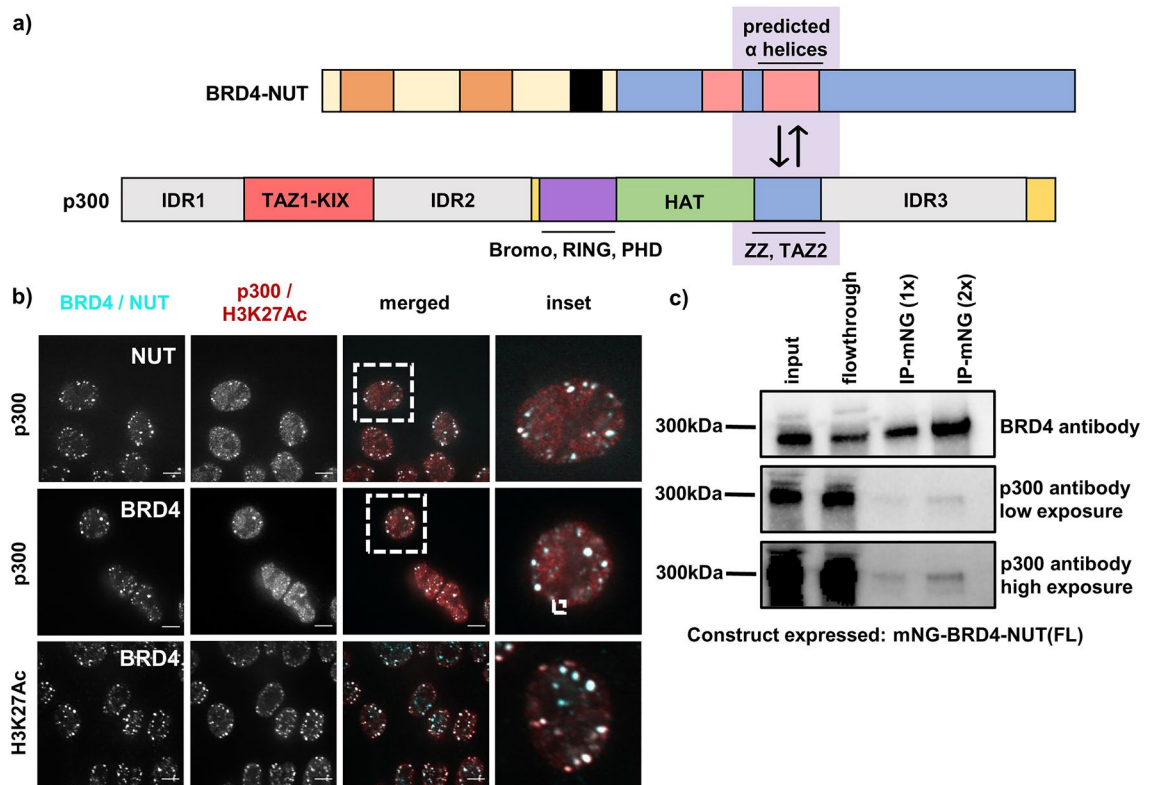 a)
predicted
α helices
BRD4-NUT
p300
IDR1
TAZ1-KIX
IDR2
HAT
IDR3
Bromo, RING, PHD
ZZ, TAZ2
b)
BRD4 / NUT
p300 /
H3K27Ac
merged
inset
NUT
p300
BRD4
p300
BRD4
H3K27Ac
c)
input
flowthrough
IP-mNG (1x)
IP-mNG (2x)
300kDa
BRD4 antibody
300kDa
p300 antibody
low exposure
300kDa
p300 antibody
high exposure
Construct expressed: mNG-BRD4-NUT(FL)